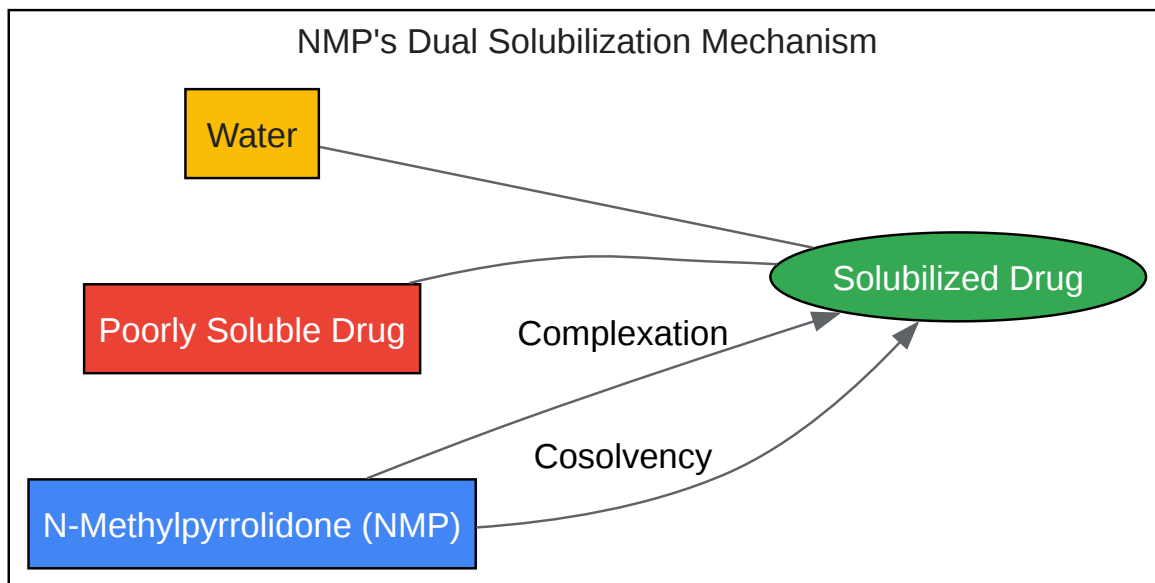 NMP's Dual Solubilization Mechanism
Water
Solubilized Drug
Poorly Soluble Drug
Complexation
Cosolvency
N-Methylpyrrolidone (NMP)